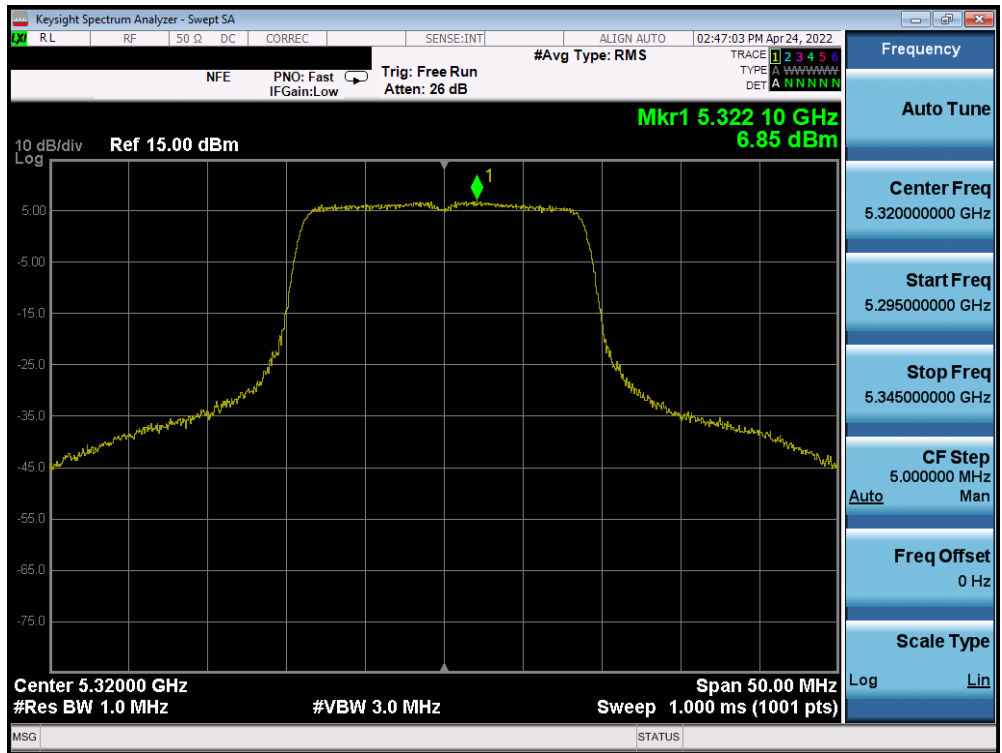 Keysight Spectrum Analyzer - Swept SA
LXI RL RF 50 Ω DC CORREC SENSE:INT ALIGN AUTO 02:47:03 PM Apr 24, 2022
NFE
PNO: Fast
IFGain:Low
Trig: Free Run
Atten: 26 dB
#Avg Type: RMS
TRACE 1 2 3 4 5 6
TYPE A WWWWW
DET A N N N N N
Mkr1 5.322 10 GHz
6.85 dBm
10 dB/div Ref 15.00 dBm
Log
1
5.00
-5.00
-15.0
-25.0
-35.0
-45.0
-55.0
-65.0
-75.0
Center 5.32000 GHz Span 50.00 MHz
#Res BW 1.0 MHz #VBW 3.0 MHz Sweep 1.000 ms (1001 pts)
MSG STATUS
Frequency
Auto Tune
Center Freq
5.320000000 GHz
Start Freq
5.295000000 GHz
Stop Freq
5.345000000 GHz
CF Step
5.000000 MHz
Auto Man
Freq Offset
0 Hz
Scale Type
Log Lin